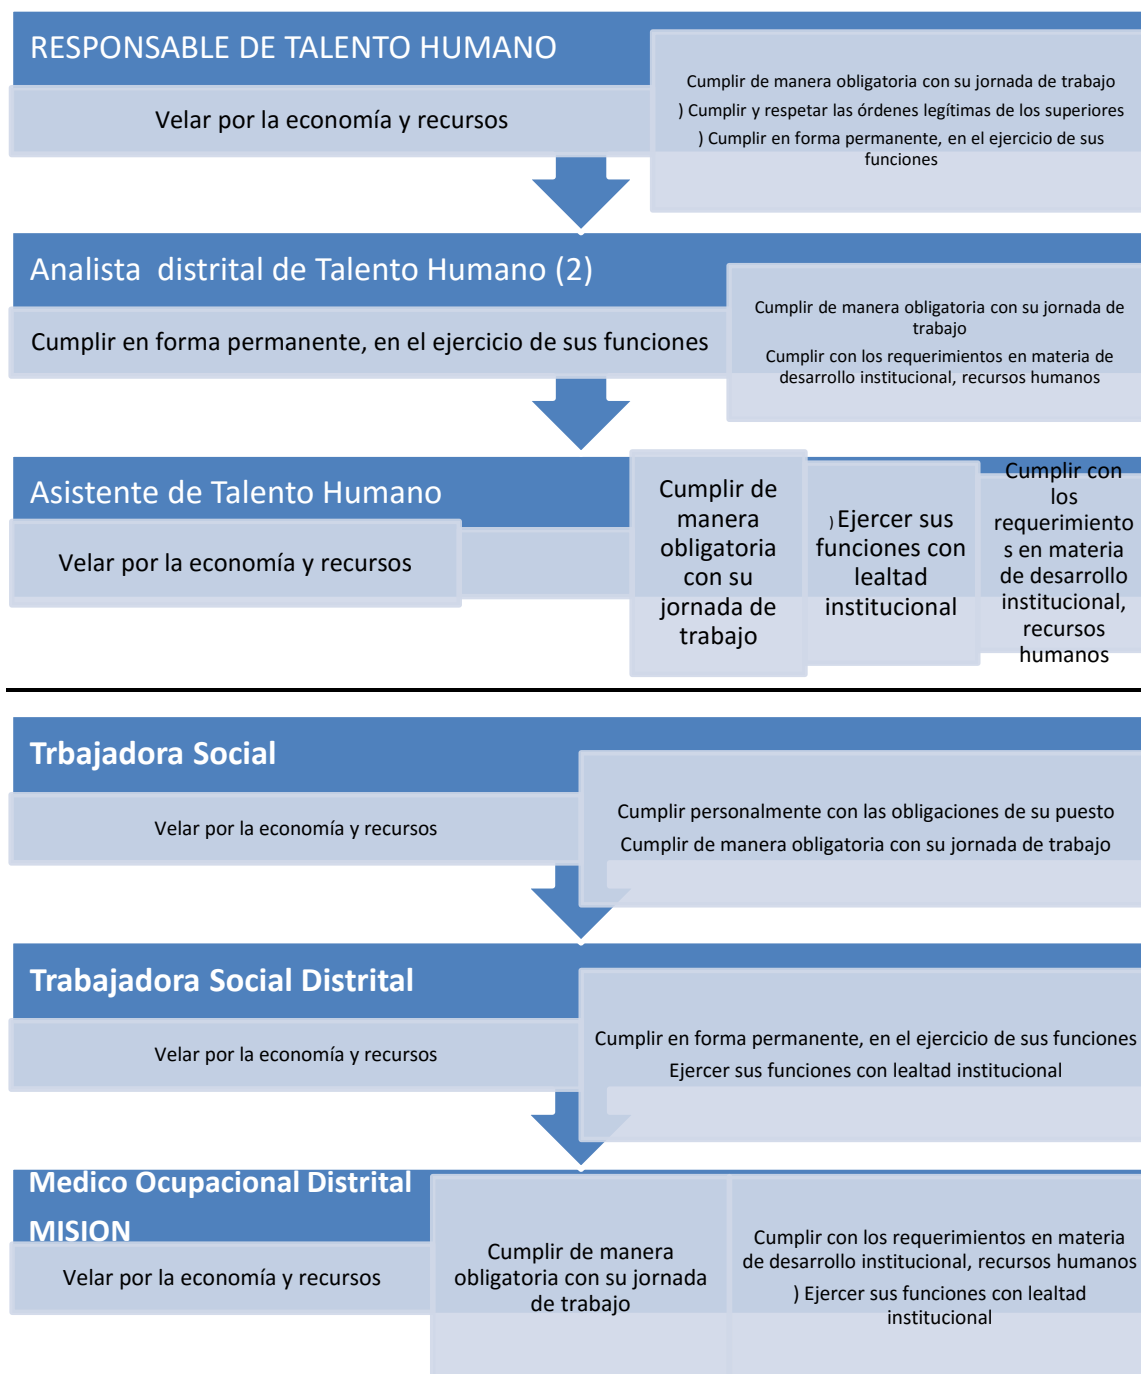 RESPONSABLE DE TALENTO HUMANO
Velar por la economía y recursos
Cumplir de manera obligatoria con su jornada de trabajo
) Cumplir y respetar las órdenes legítimas de los superiores
) Cumplir en forma permanente, en el ejercicio de sus
funciones
Analista distrital de Talento Humano (2)
Cumplir en forma permanente, en el ejercicio de sus funciones
Cumplir de manera obligatoria con su jornada de
trabajo
Cumplir con los requerimientos en materia de
desarrollo institucional, recursos humanos
Asistente de Talento Humano
Velar por la economía y recursos
Cumplir de
manera
obligatoria
con su
jornada de
trabajo
) Ejercer sus
funciones con
lealtad
institucional
Cumplir con
los
requerimiento
s en materia
de desarrollo
institucional,
recursos
humanos
Trbajadora Social
Velar por la economía y recursos
Cumplir personalmente con las obligaciones de su puesto
Cumplir de manera obligatoria con su jornada de trabajo
Trabajadora Social Distrital
Velar por la economía y recursos
Cumplir en forma permanente, en el ejercicio de sus funciones
Ejercer sus funciones con lealtad institucional
Medico Ocupacional Distrital
MISION
Velar por la economía y recursos
Cumplir de manera
obligatoria con su jornada
de trabajo
Cumplir con los requerimientos en materia
de desarrollo institucional, recursos humanos
) Ejercer sus funciones con lealtad
institucional